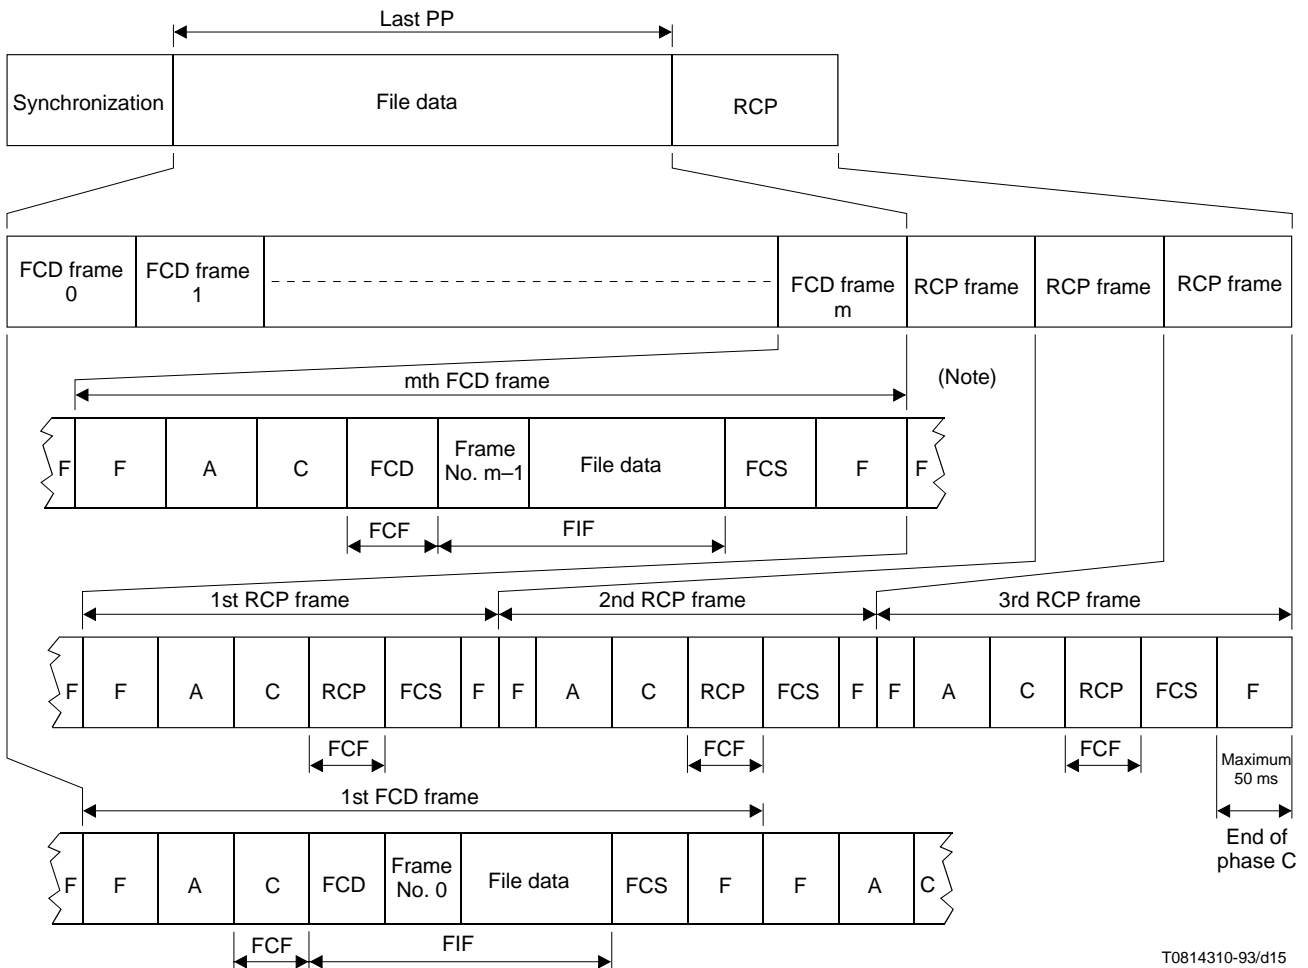 Last PP
Synchronization
File data
RCP
FCD frame
0
FCD frame
1
FCD frame
m
RCP frame
RCP frame
RCP frame
mth FCD frame
(Note)
F
F
A
C
FCD
Frame
No. m–1
File data
FCS
F
F
FCF
FIF
1st RCP frame
2nd RCP frame
3rd RCP frame
F
F
A
C
RCP
FCS
F
F
A
C
RCP
FCS
F
F
A
C
RCP
FCS
F
FCF
FCF
FCF
Maximum
50 ms
End of
phase C
1st FCD frame
F
F
A
C
FCD
Frame
No. 0
File data
FCS
F
F
A
C
FCF
FIF
T0814310-93/d15